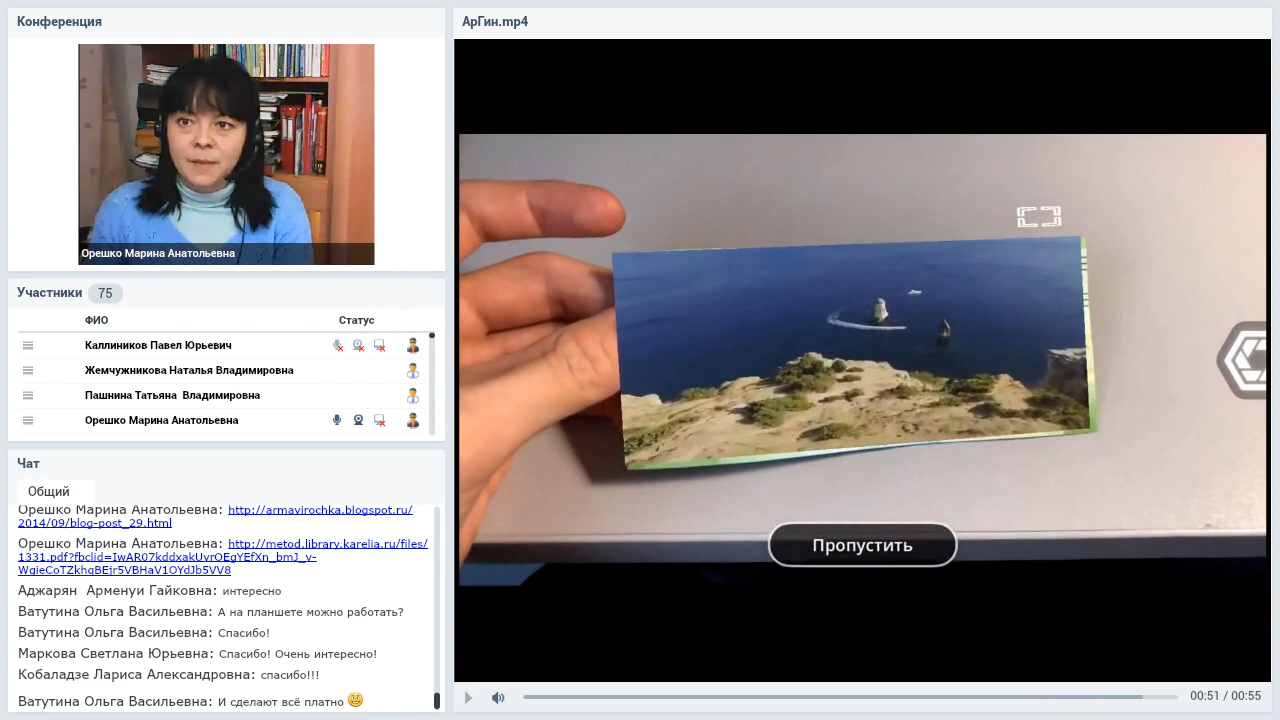 Конференция
Орешко Марина Анатольевна
Участники 75
ФИО Статус
Каллиников Павел Юрьевич
Жемчужникова Наталья Владимировна
Пашнина Татьяна  Владимировна
Орешко Марина Анатольевна
Чат
Общий
Орешко Марина Анатольевна: http://armavirochka.blogspot.ru/
2014/09/blog-post_29.html
Орешко Марина Анатольевна: http://metod.library.karelia.ru/files/
1331.pdf?fbclid=IwAR07kddxakUvrOEgYEfXn_bmJ_v-
WgieCoTZkhqBEjr5VBHaV1OYdJb5VV8
Аджарян  Арменуи Гайковна: интересно
Ватутина Ольга Васильевна: А на планшете можно работать?
Ватутина Ольга Васильевна: Спасибо!
Маркова Светлана Юрьевна: Спасибо! Очень интересно!
Кобаладзе Лариса Александровна: спасибо!!!
Ватутина Ольга Васильевна: И сделают всё платно
АрГин.mp4
Пропустить
00:51 / 00:55